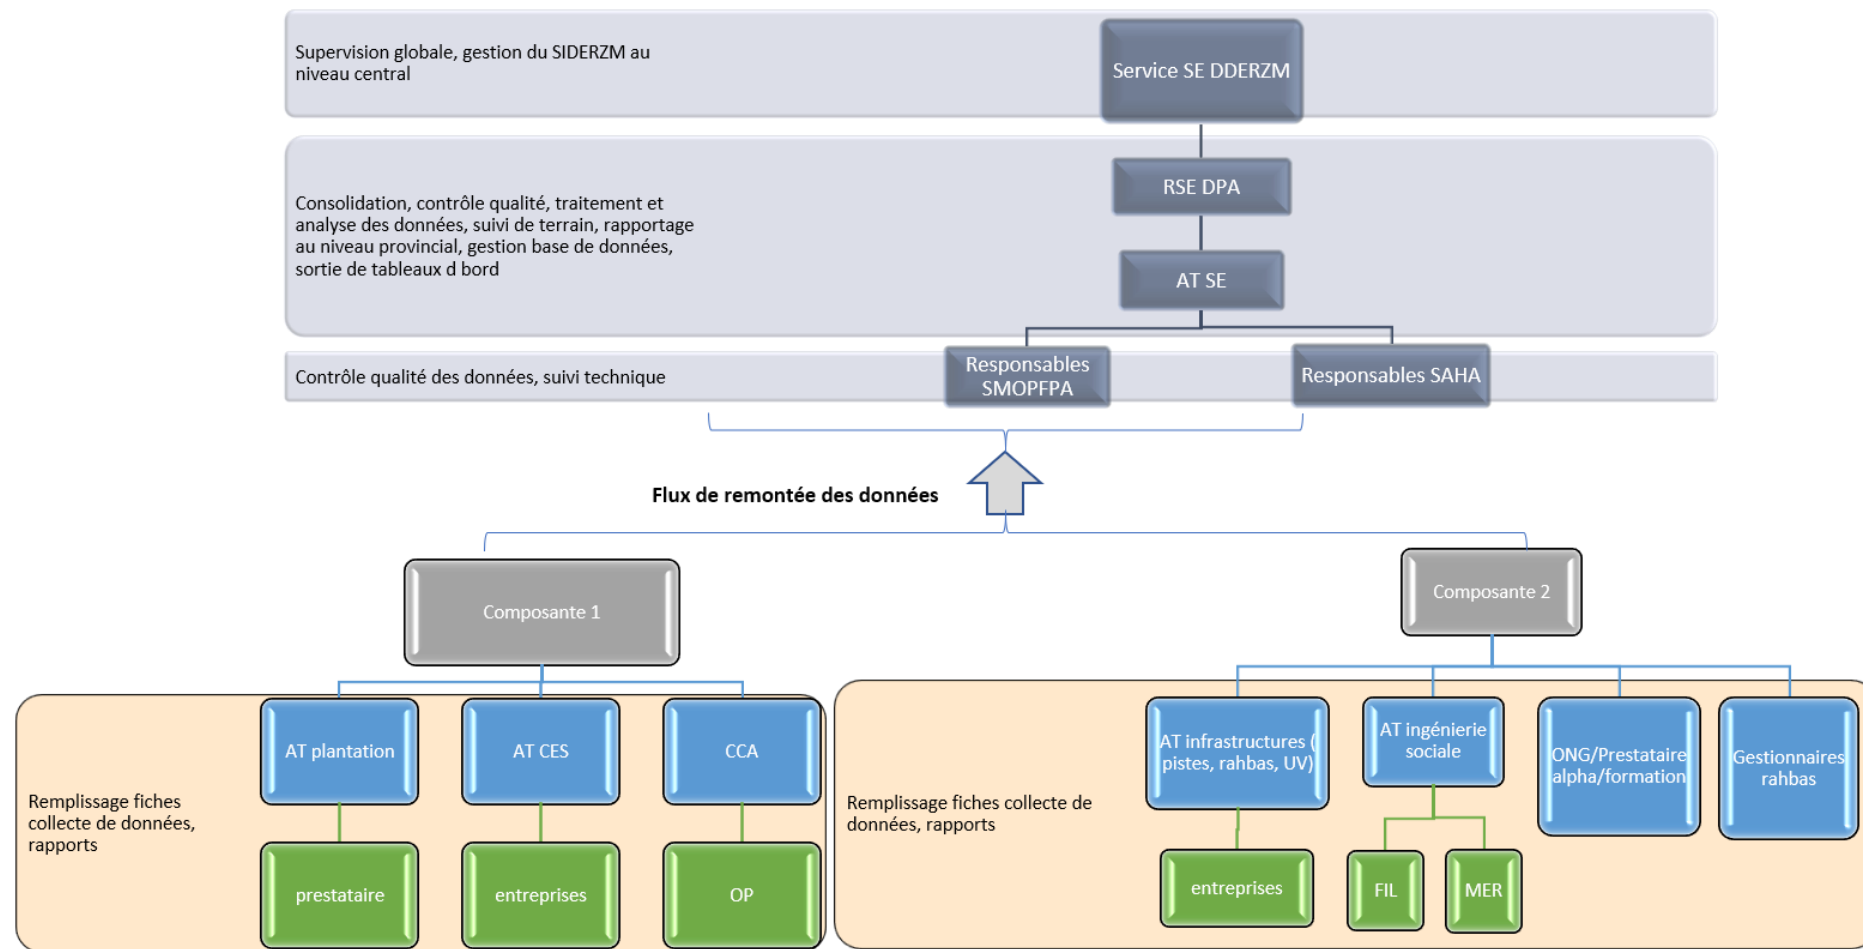 Supervision globale, gestion du SIDERZM au
niveau central
Service SE DDERZM
Consolidation, contrôle qualité, traitement et
analyse des données, suivi de terrain, rapportage
au niveau provincial, gestion base de données,
sortie de tableaux d bord
RSE DPA
AT SE
Contrôle qualité des données, suivi technique
Responsables
SMOPFPA
Responsables SAHA
Flux de remontée des données
Composante 1
Composante 2
Remplissage fiches
collecte de données,
rapports
AT plantation
AT CES
CCA
prestataire
entreprises
OP
Remplissage fiches collecte de
données, rapports
AT infrastructures (
pistes, rahbas, UV)
AT ingénierie
sociale
ONG/Prestataire
alpha/formation
Gestionnaires
rahbas
entreprises
FIL
MER